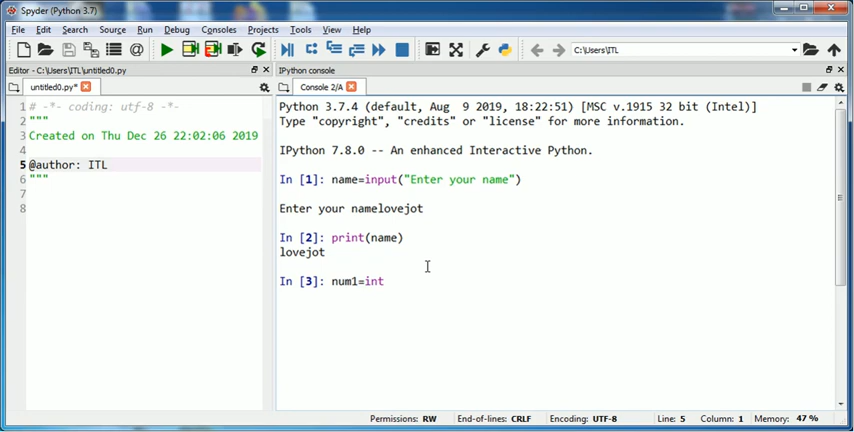 Spyder (Python 3.7)
File Edit Search Source Run Debug Consoles Projects Tools View Help
C:\Users\ITL
Editor - C:\Users\ITL\untitled0.py
untitled0.py*
1 # -*- coding: utf-8 -*-
2 """
3 Created on Thu Dec 26 22:02:06 2019
4
5 @author: ITL
6 """
7
8
IPython console
Console 2/A
Python 3.7.4 (default, Aug 9 2019, 18:22:51) [MSC v.1915 32 bit (Intel)]
Type "copyright", "credits" or "license" for more information.
IPython 7.8.0 -- An enhanced Interactive Python.
In [1]: name=input("Enter your name")
Enter your namelovejot
In [2]: print(name)
lovejot
In [3]: num1=int
Permissions: RW End-of-lines: CRLF Encoding: UTF-8 Line: 5 Column: 1 Memory: 47 %